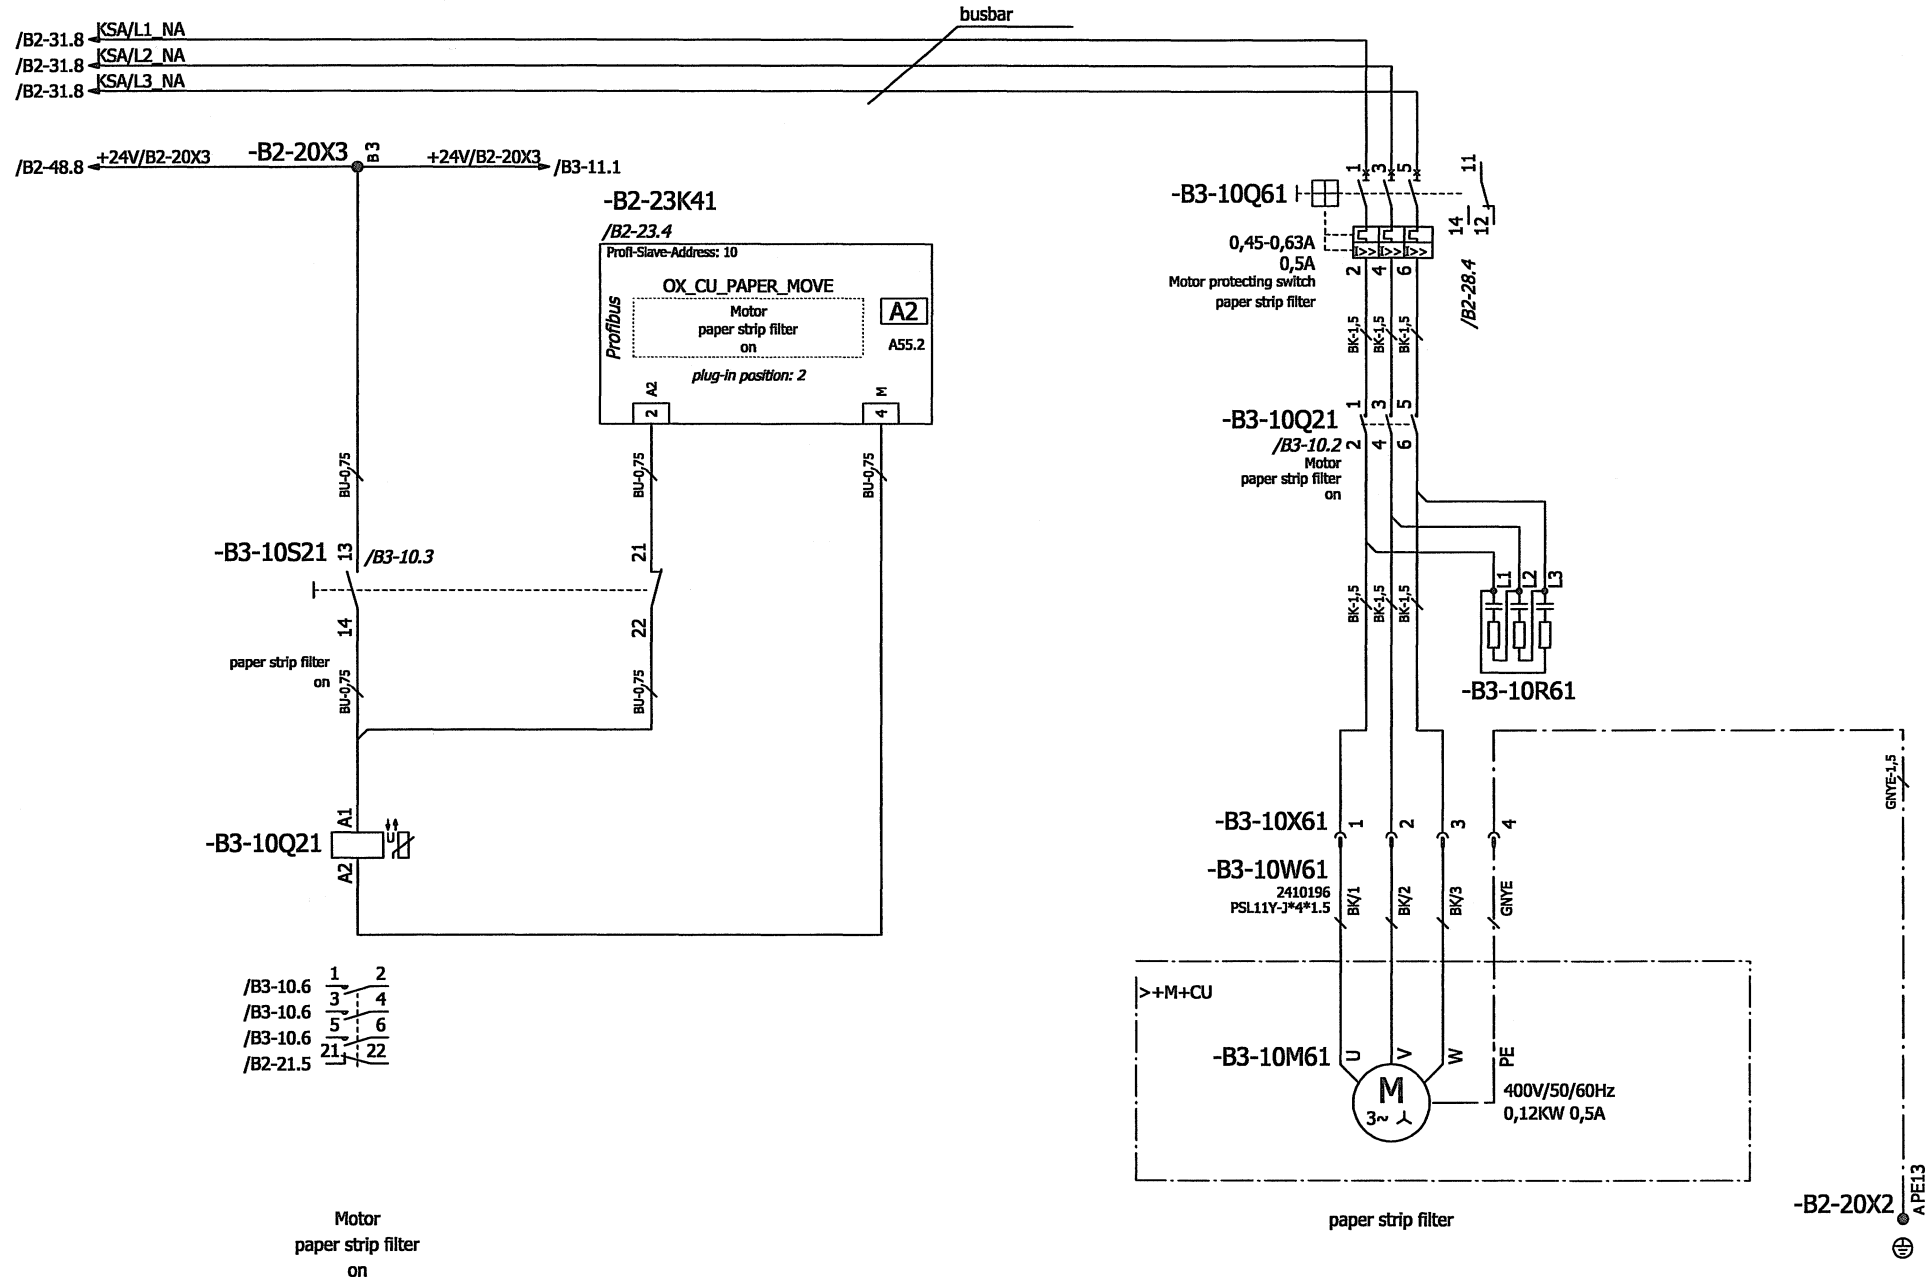 busbar
/B2-31.8 KSA/L1_NA
/B2-31.8 KSA/L2_NA
/B2-31.8 KSA/L3_NA
/B2-48.8 +24V/B2-20X3 -B2-20X3 B3 +24V/B2-20X3 /B3-11.1
-B2-23K41
/B2-23.4
Profi-Slave-Address: 10
OX_CU_PAPER_MOVE
Profibus
Motor
paper strip filter
on
A2
A55.2
plug-in position: 2
A2
2
M
4
BU-0,75
BU-0,75
BU-0,75
-B3-10S21 13 /B3-10.3
21
14
22
paper strip filter
on
BU-0,75
BU-0,75
A1
-B3-10Q21
U
A2
/B3-10.6 1 2
/B3-10.6 3 4
/B3-10.6 5 6
/B2-21.5 21 22
Motor
paper strip filter
on
1 3 5 11
-B3-10Q61
14 12
0,45-0,63A
I>> I>> I>>
0,5A
2 4 6
Motor protecting switch
paper strip filter
/B2-28.4
BK-1,5 BK-1,5 BK-1,5
1 3 5
-B3-10Q21
/B3-10.2
2 4 6
Motor
paper strip filter
on
L1 L2 L3
BK-1,5 BK-1,5 BK-1,5
-B3-10R61
GNYE-1,5
-B3-10X61 1 2 3 4
-B3-10W61
2410196
PSL11Y-J*4*1.5
BK/1 BK/2 BK/3 GNYE
>+M+CU
-B3-10M61 U V W PE
M
3~
400V/50/60Hz
0,12KW 0,5A
paper strip filter
-B2-20X2
APE13